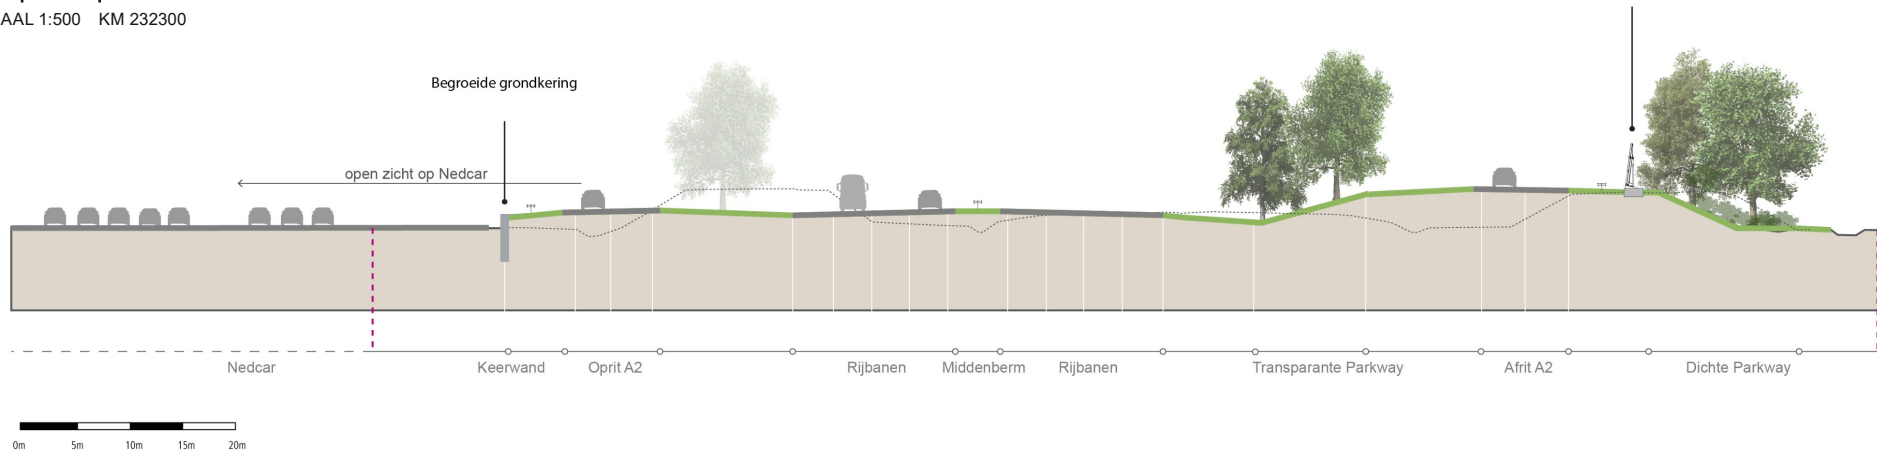 AAL 1:500 KM 232300
Begroeide grondkering
open zicht op Nedcar
Nedcar
Keerwand
Oprit A2
Rijbanen
Middenberm
Rijbanen
Transparante Parkway
Afrit A2
Dichte Parkway
0m 5m 10m 15m 20m